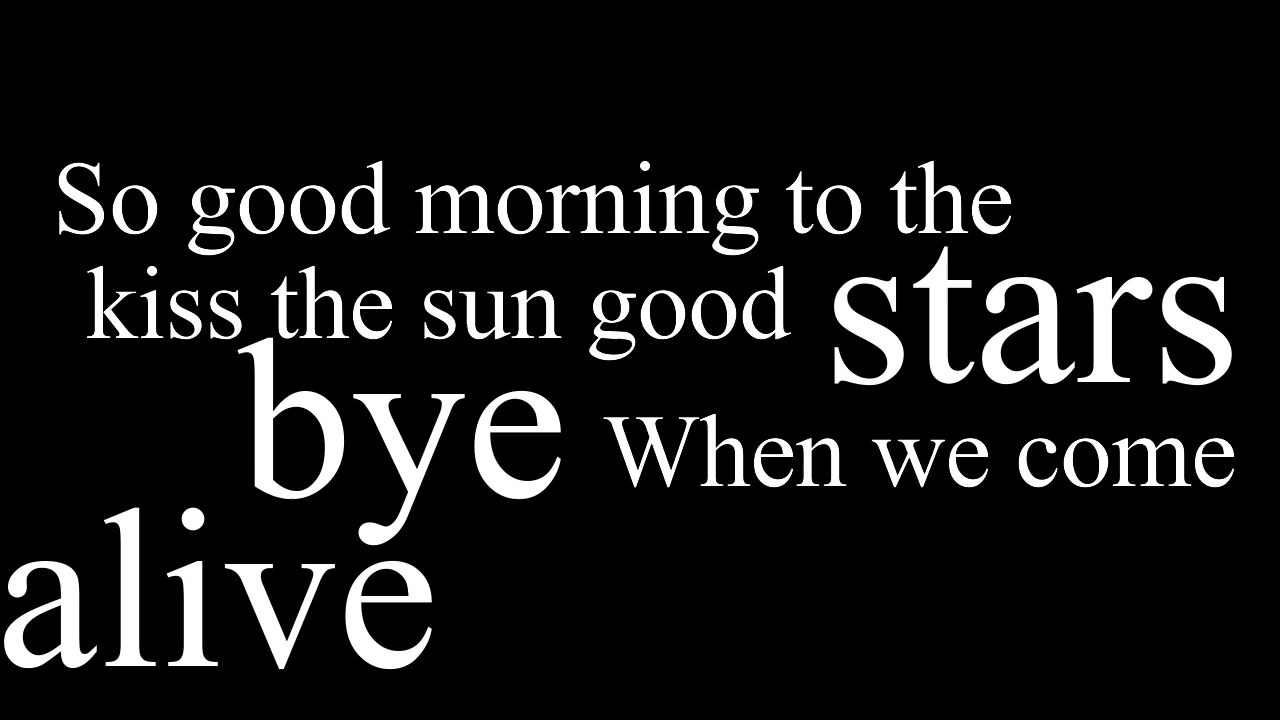 So good morning to the
stars
kiss the sun good
bye
When we come
alive